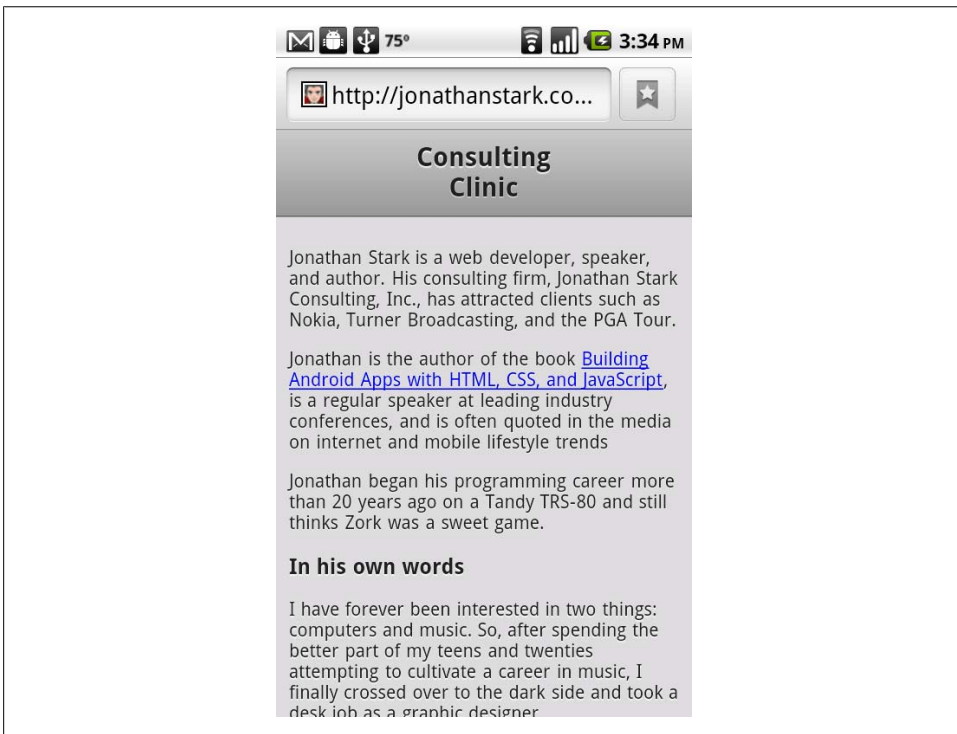 75° 3:34 PM
http://jonathanstark.co...
Consulting
Clinic
Jonathan Stark is a web developer, speaker,
and author. His consulting firm, Jonathan Stark
Consulting, Inc., has attracted clients such as
Nokia, Turner Broadcasting, and the PGA Tour.
Jonathan is the author of the book Building
Android Apps with HTML, CSS, and JavaScript,
is a regular speaker at leading industry
conferences, and is often quoted in the media
on internet and mobile lifestyle trends
Jonathan began his programming career more
than 20 years ago on a Tandy TRS-80 and still
thinks Zork was a sweet game.
In his own words
I have forever been interested in two things:
computers and music. So, after spending the
better part of my teens and twenties
attempting to cultivate a career in music, I
finally crossed over to the dark side and took a
desk job as a graphic designer